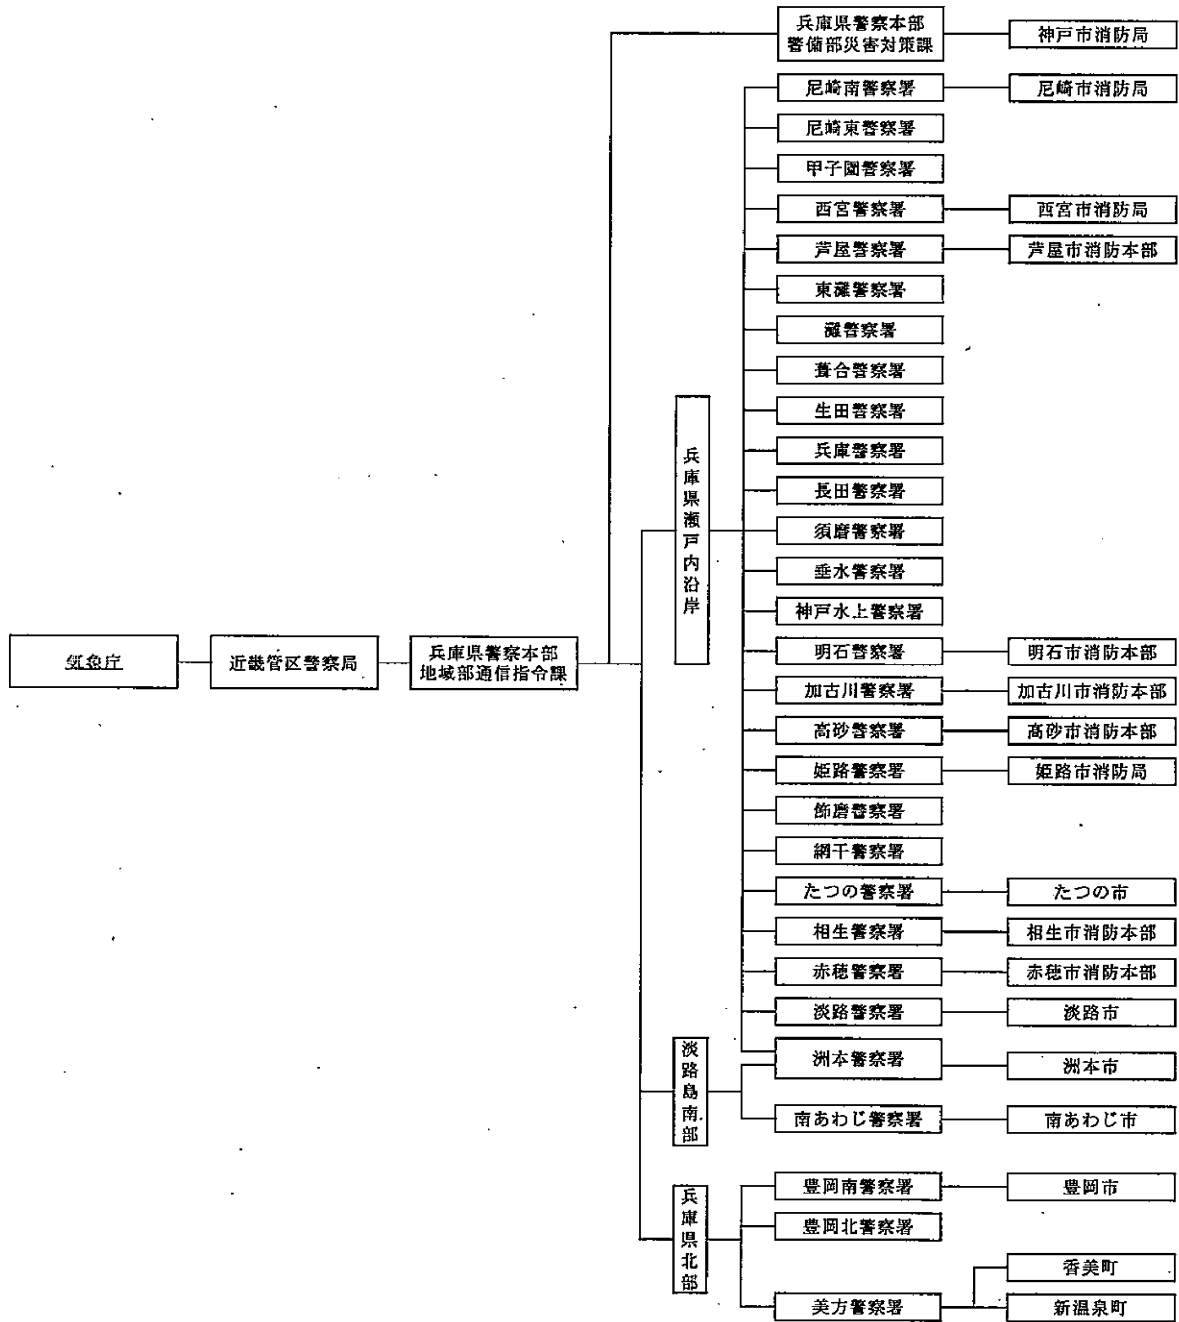 兵庫県警察本部
警備部災害対策課
神戸市消防局
尼崎南警察署
尼崎市消防局
尼崎東警察署
甲子園警察署
西宮警察署
西宮市消防局
芦屋警察署
芦屋市消防本部
東灘警察署
灘警察署
葺合警察署
生田警察署
兵庫警察署
長田警察署
須磨警察署
垂水警察署
神戸水上警察署
明石警察署
明石市消防本部
加古川警察署
加古川市消防本部
高砂警察署
高砂市消防本部
姫路警察署
姫路市消防局
飾磨警察署
網干警察署
たつの警察署
たつの市
相生警察署
相生市消防本部
赤穂警察署
赤穂市消防本部
淡路警察署
淡路市
洲本警察署
洲本市
南あわじ警察署
南あわじ市
豊岡南警察署
豊岡市
豊岡北警察署
香美町
美方警察署
新温泉町
兵庫県瀬戸内沿岸
淡路島南部
兵庫県北部
気象庁
近畿管区警察局
兵庫県警察本部
地域部通信指令課